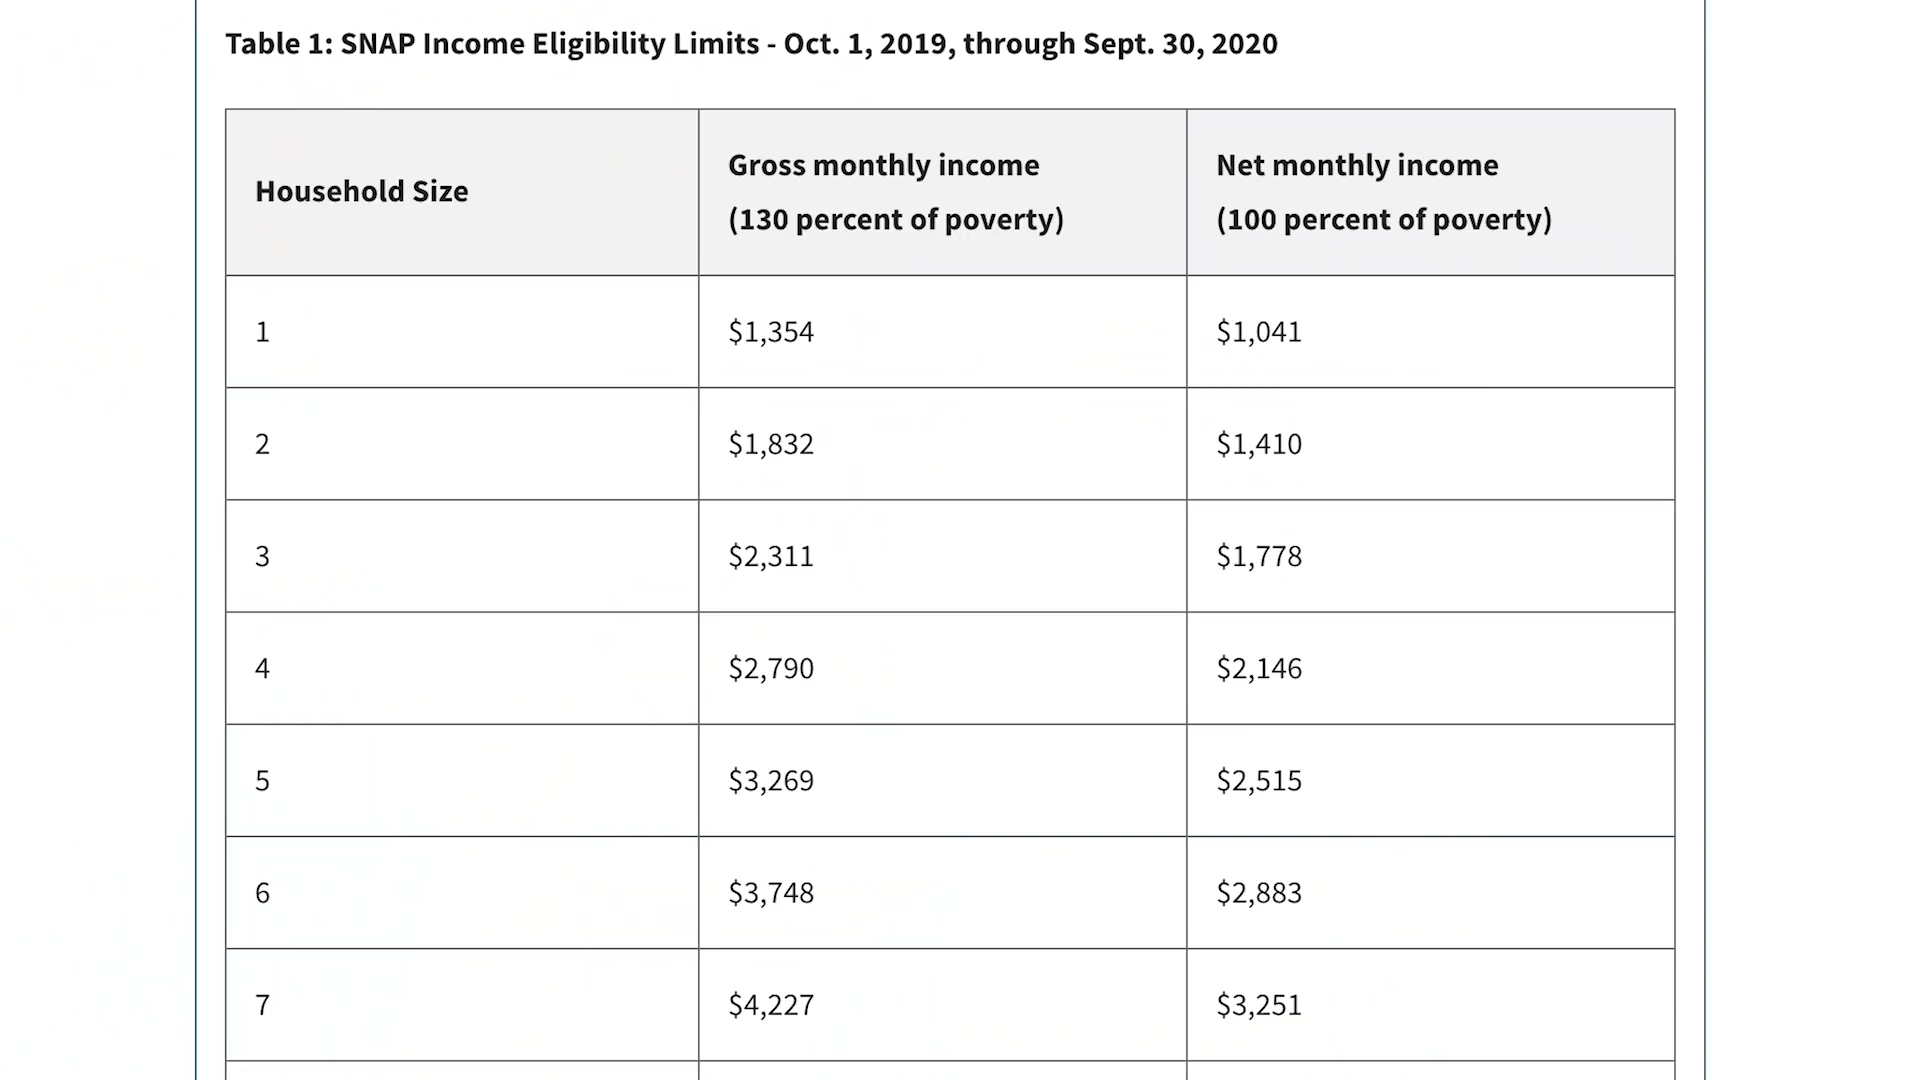 Table 1: SNAP Income Eligibility Limits - Oct. 1, 2019, through Sept. 30, 2020
Household Size
Gross monthly income
(130 percent of poverty)
Net monthly income
(100 percent of poverty)
1 $1,354 $1,041
2 $1,832 $1,410
3 $2,311 $1,778
4 $2,790 $2,146
5 $3,269 $2,515
6 $3,748 $2,883
7 $4,227 $3,251